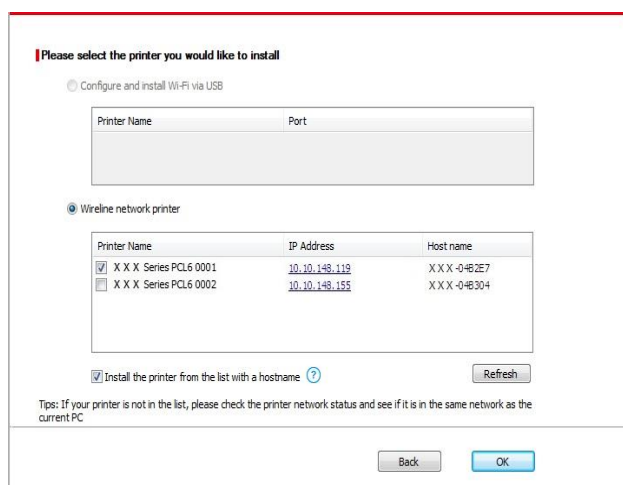 Please select the printer you would like to install
Configure and install Wi-Fi via USB
Printer Name Port
Wireline network printer
Printer Name IP Address Host name
X X X Series PCL6 0001 10.10.148.119 X X X -04B2E7
X X X Series PCL6 0002 10.10.148.155 X X X -04B304
Install the printer from the list with a hostname ? Refresh
Tips: If your printer is not in the list, please check the printer network status and see if it is in the same network as the
current PC
Back OK